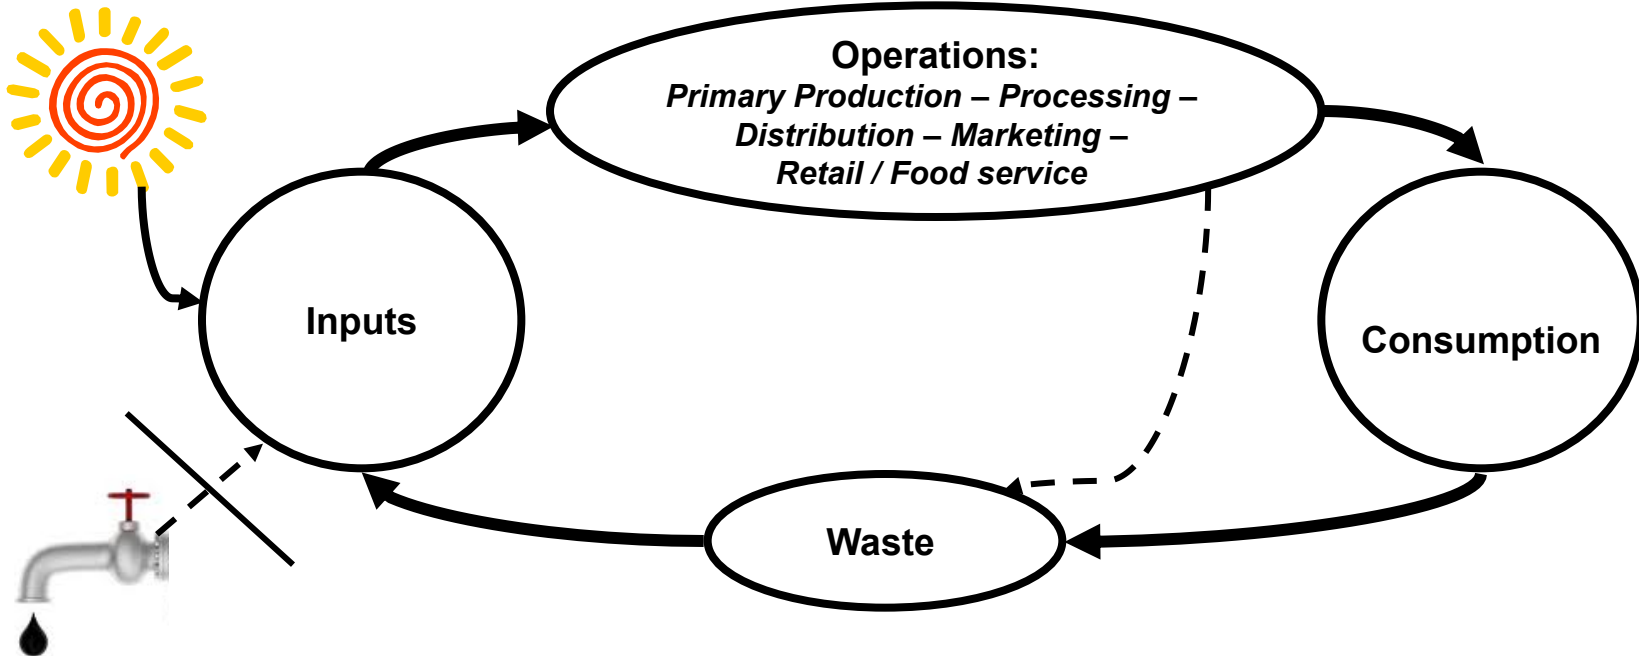 Operations:
Primary Production – Processing –
Distribution – Marketing –
Retail / Food service
Inputs
Consumption
Waste